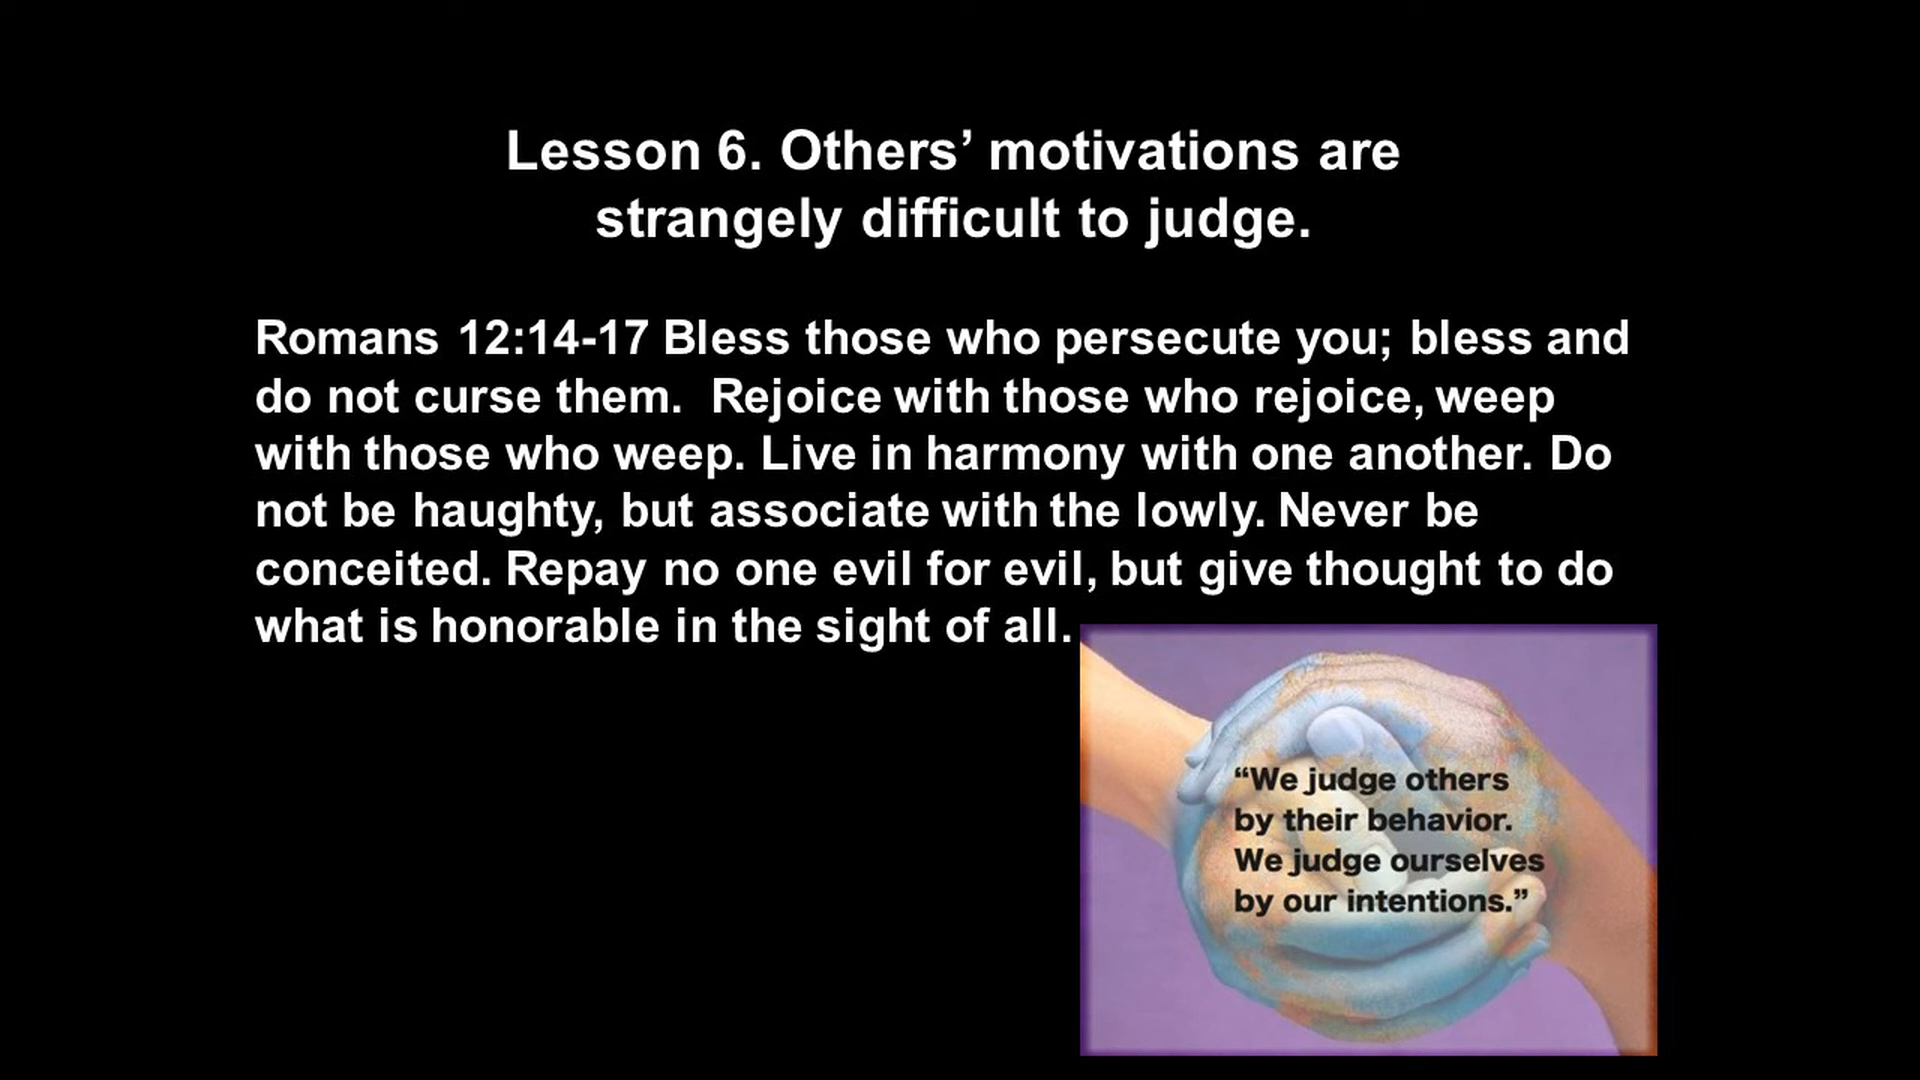 Lesson 6. Others’ motivations are
strangely difficult to judge.
Romans 12:14-17 Bless those who persecute you; bless and
do not curse them.  Rejoice with those who rejoice, weep
with those who weep. Live in harmony with one another. Do
not be haughty, but associate with the lowly. Never be
conceited. Repay no one evil for evil, but give thought to do
what is honorable in the sight of all.
“We judge others
by their behavior.
We judge ourselves
by our intentions.”